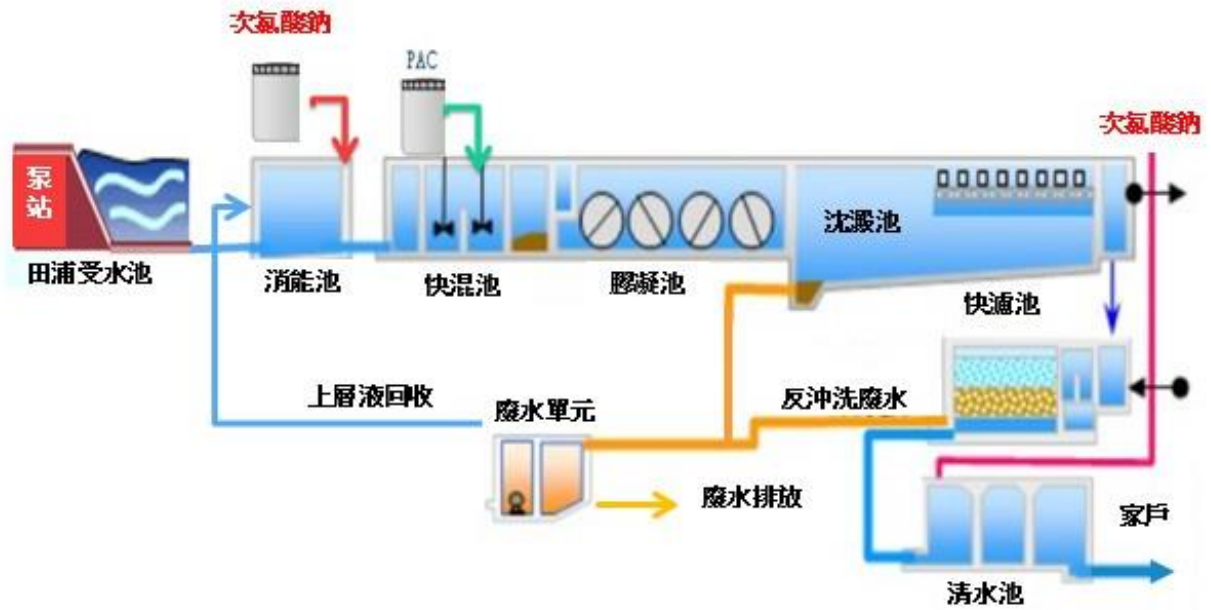 次氯酸鈉
PAC
次氯酸鈉
泵站
田浦受水池
消能池
快混池
膠凝池
沈澱池
快濾池
上層液回收
廢水單元
反沖洗廢水
廢水排放
家戶
清水池